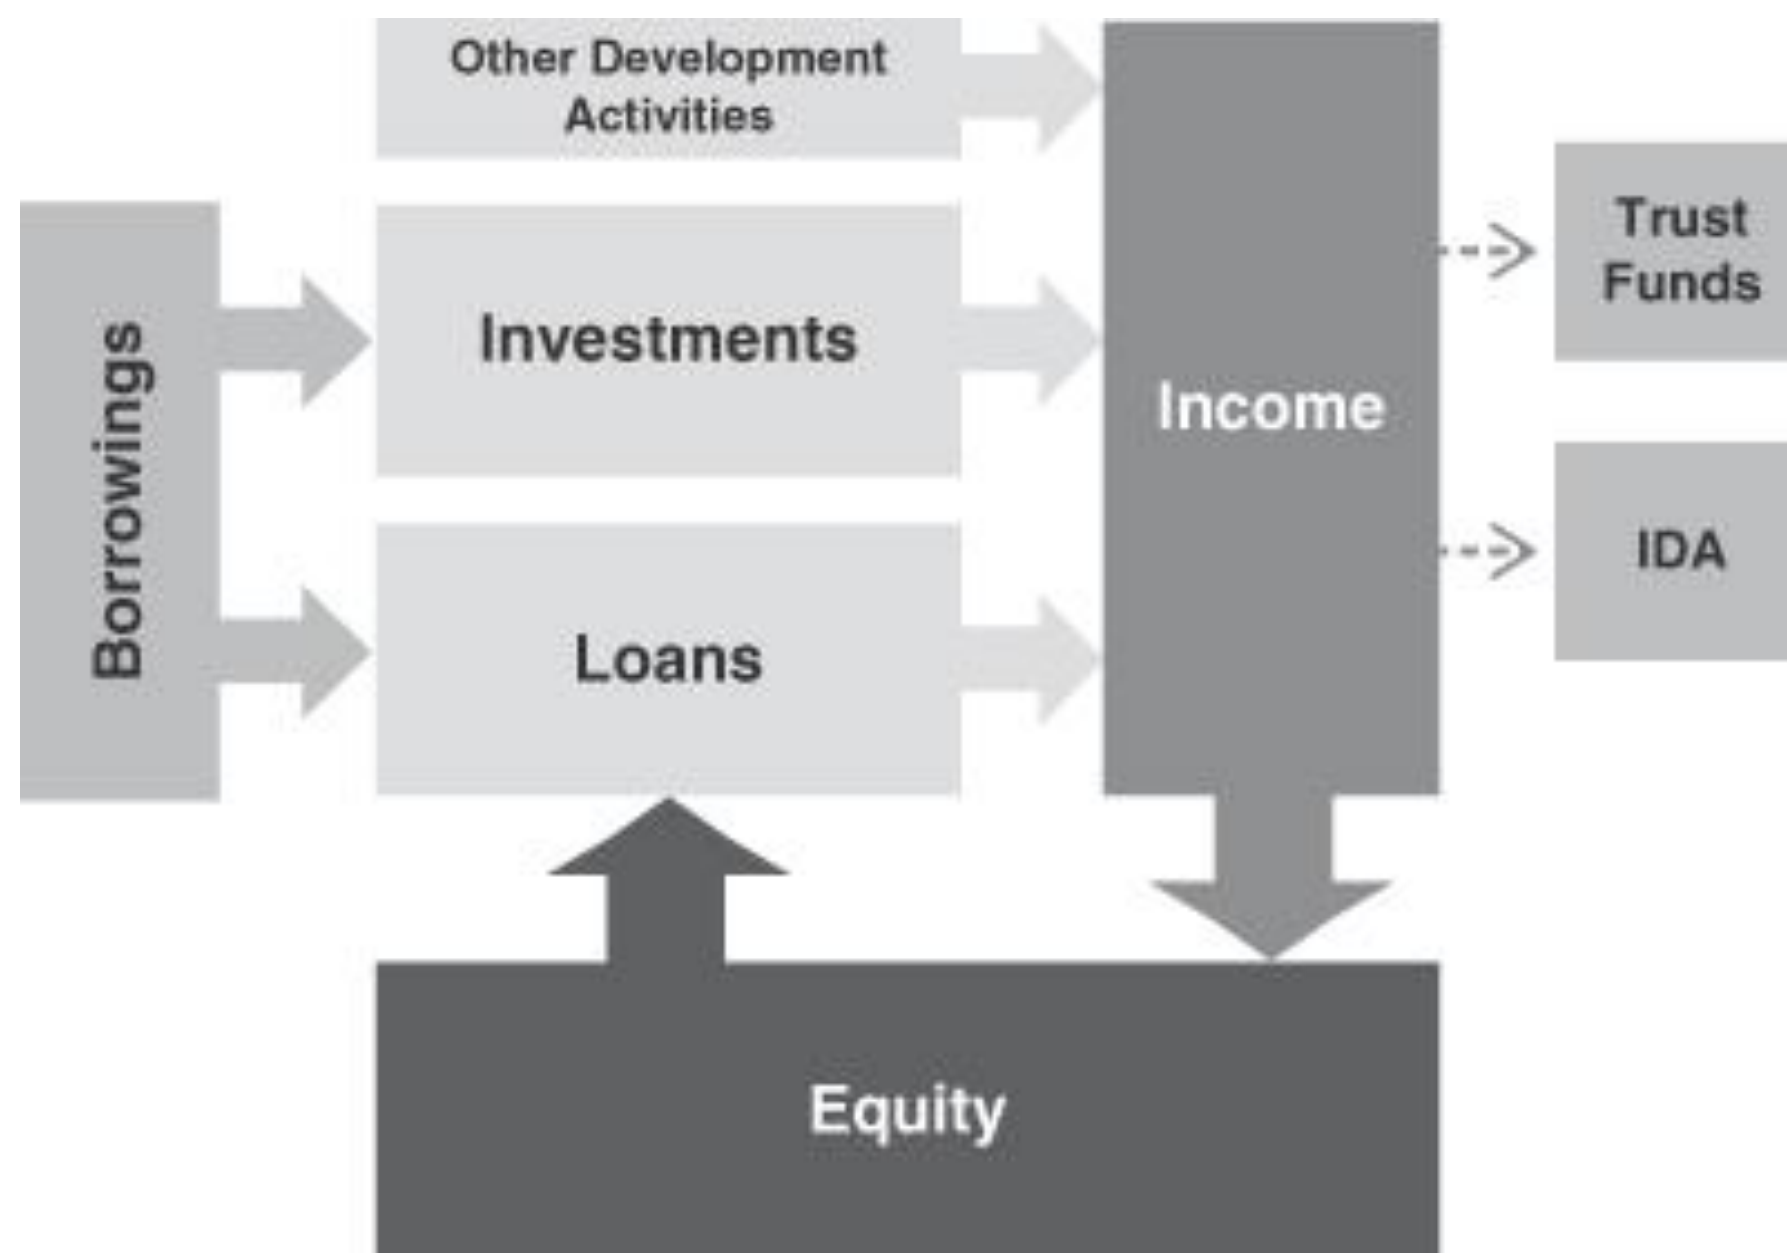 Other Development
Activities
Borrowings
Investments
Loans
Income
Trust
Funds
IDA
Equity